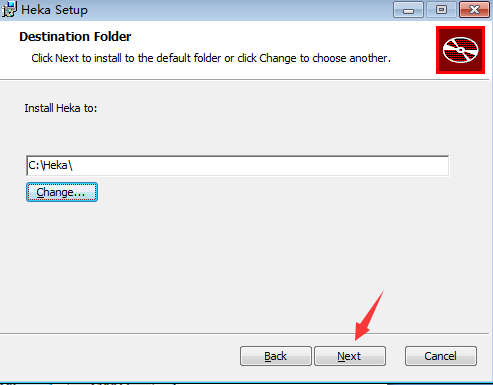 Heka Setup
Destination Folder
Click Next to install to the default folder or click Change to choose another.
Install Heka to:
C:\Heka\
Change...
Back
Next
Cancel